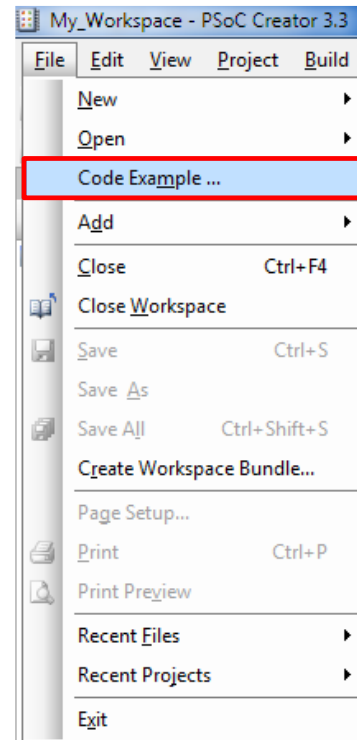 My_Workspace - PSoC Creator 3.3
File Edit View Project Build
New
Open
Code Example ...
Add
Close Ctrl+F4
Close Workspace
Save Ctrl+S
Save As
Save All Ctrl+Shift+S
Create Workspace Bundle...
Page Setup...
Print Ctrl+P
Print Preview
Recent Files
Recent Projects
Exit